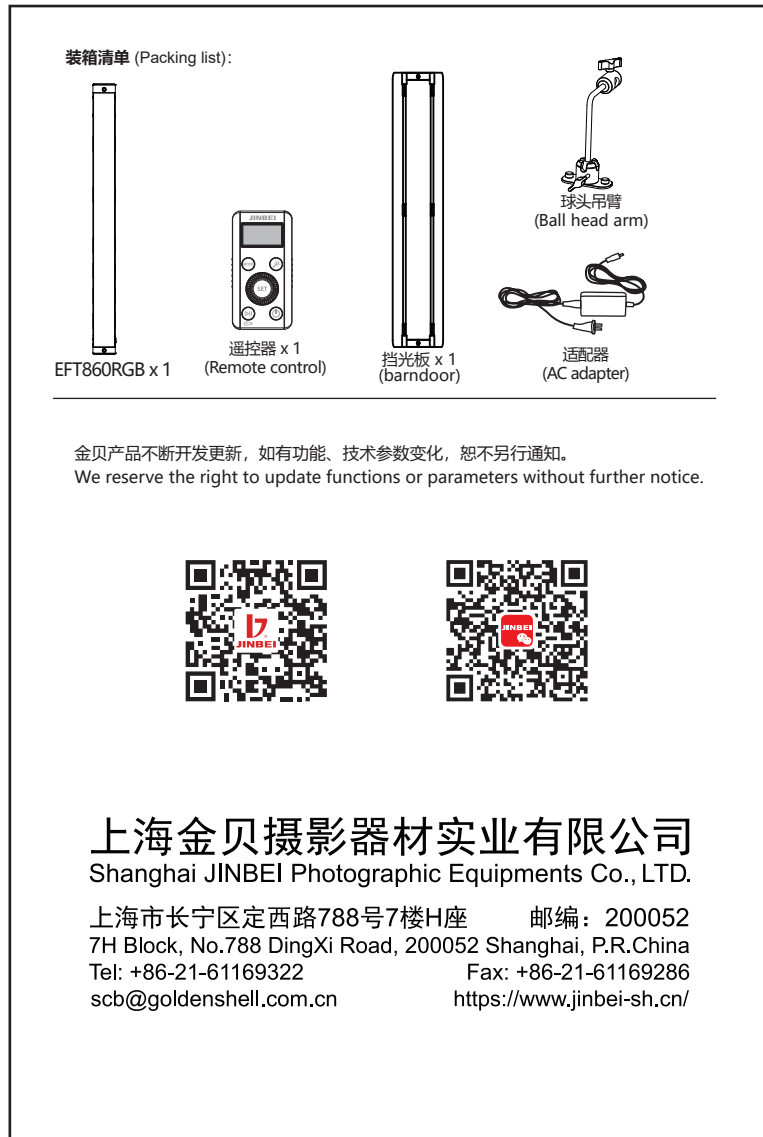 装箱清单 (Packing list):
JINBEI
SET
球头吊臂
(Ball head arm)
遥控器 x 1
(Remote control)
EFT860RGB x 1
挡光板 x 1
(barndoor)
适配器
(AC adapter)
金贝产品不断开发更新，如有功能、技术参数变化，恕不另行通知。
We reserve the right to update functions or parameters without further notice.
JINBEI
JINBEI
上海金贝摄影器材实业有限公司
Shanghai JINBEI Photographic Equipments Co., LTD.
上海市长宁区定西路788号7楼H座 邮编：200052
7H Block, No.788 DingXi Road, 200052 Shanghai, P.R.China
Tel: +86-21-61169322 Fax: +86-21-61169286
scb@goldenshell.com.cn https://www.jinbei-sh.cn/